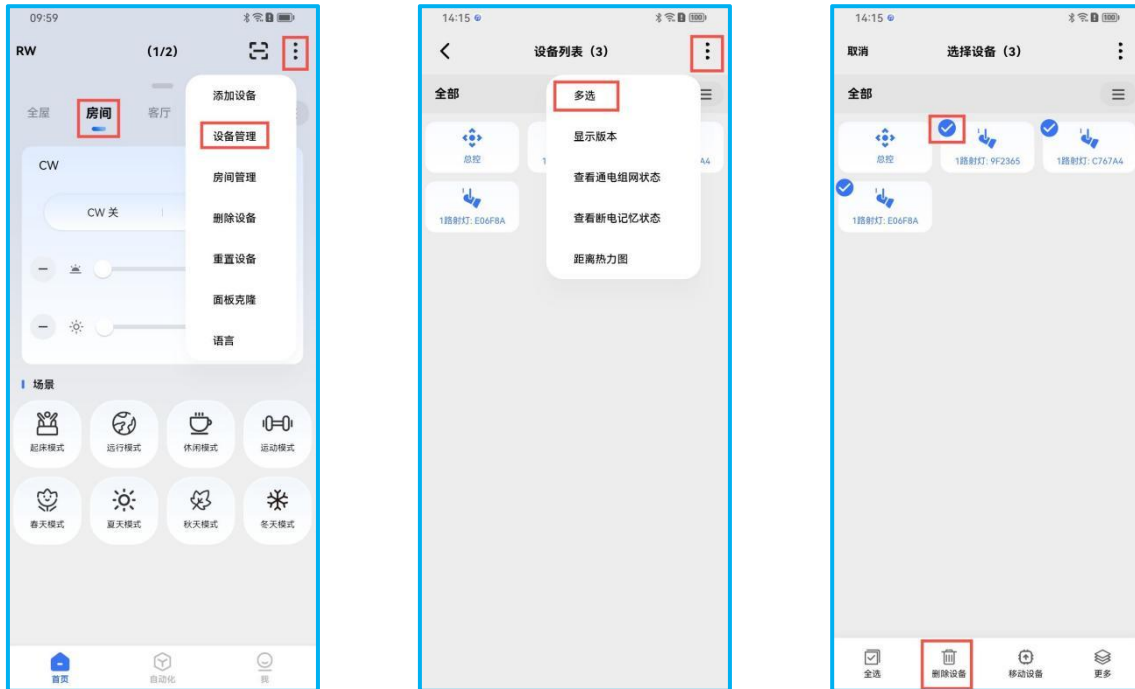 09:59
RW
(1/2)
全屋
房间
客厅
添加设备
设备管理
房间管理
删除设备
重置设备
面板克隆
语言
CW
CW 关
场景
起床模式
远行模式
休闲模式
运动模式
春天模式
夏天模式
秋天模式
冬天模式
首页
自动化
我
14:15
100
设备列表（3）
全部
多选
显示版本
查看通电组网状态
查看断电记忆状态
距离热力图
总控
1
A4
1路射灯: E06F8A
14:15
100
取消
选择设备（3）
全部
总控
1路射灯: 9F2365
1路射灯: C767A4
1路射灯: E06F8A
全选
删除设备
移动设备
更多